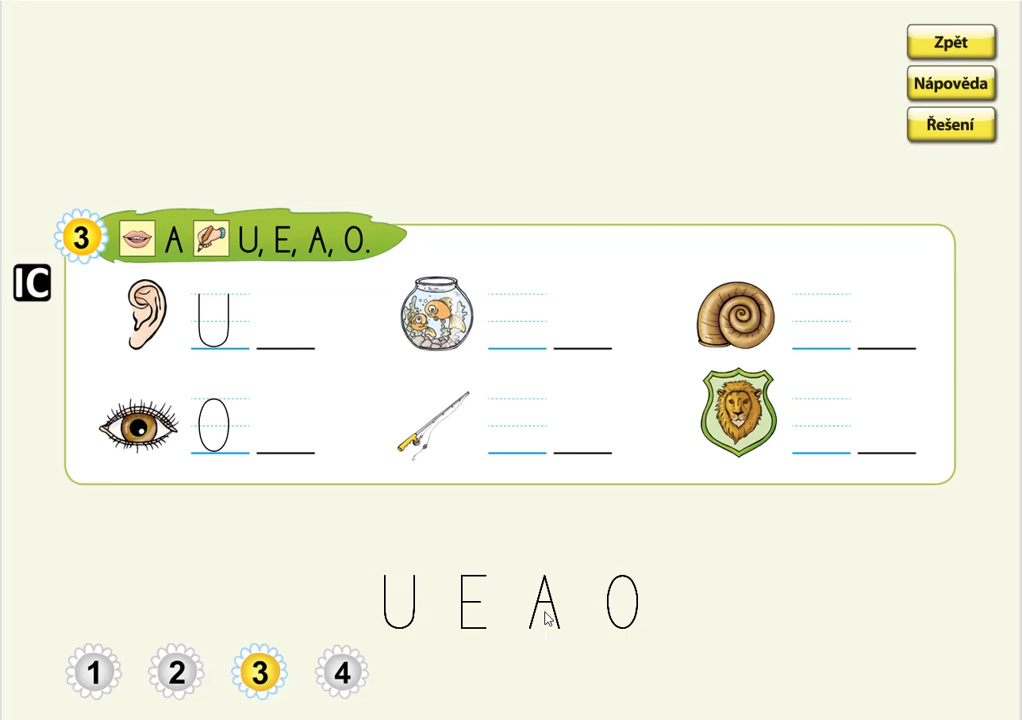 Zpět
Nápověda
Řešení
3 A U, E, A, O.
IC
U
O
U E A O
1 2 3 4